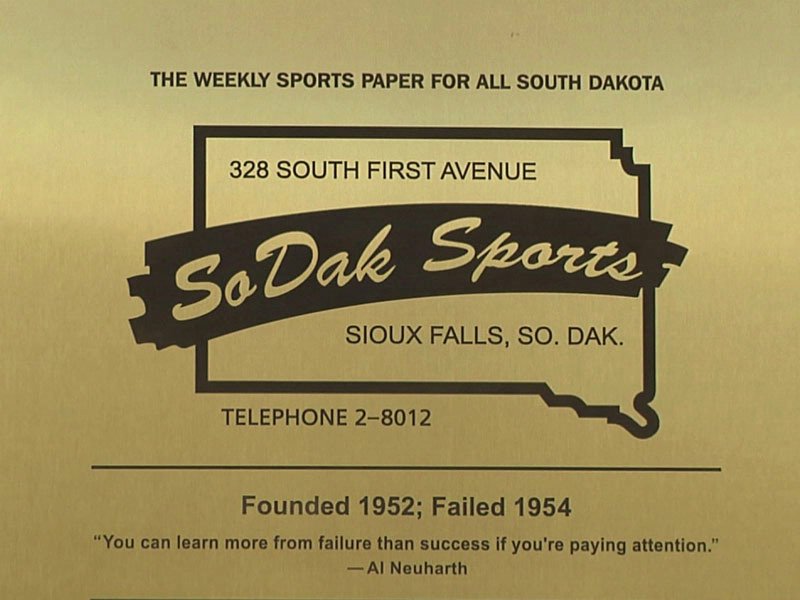 THE WEEKLY SPORTS PAPER FOR ALL SOUTH DAKOTA
328 SOUTH FIRST AVENUE
SoDak Sports
SIOUX FALLS, SO. DAK.
TELEPHONE 2–8012
Founded 1952; Failed 1954
“You can learn more from failure than success if you're paying attention.”
— Al Neuharth